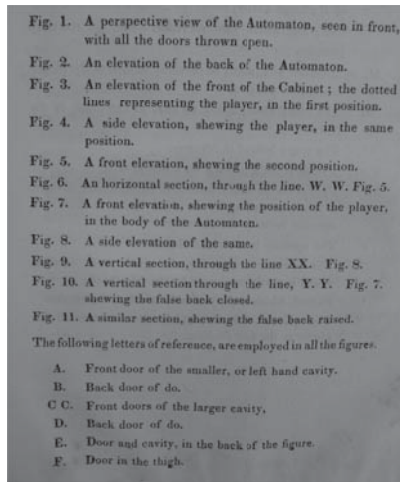 Fig. 1. A perspective view of the Automaton, seen in front,
with all the doors thrown open.
Fig. 2. An elevation of the back of the Automaton.
Fig. 3. An elevation of the front of the Cabinet; the dotted
lines representing the player, in the first position.
Fig. 4. A side elevation, shewing the player, in the same
position.
Fig. 5. A front elevation, shewing the second position.
Fig. 6. An horizontal section, through the line. W. W. Fig. 5.
Fig. 7. A front elevation, shewing the position of the player,
in the body of the Automaton.
Fig. 8. A side elevation of the same.
Fig. 9. A vertical section, through the line XX. Fig. 8.
Fig. 10. A vertical section through the line, Y. Y. Fig. 7.
shewing the false back closed.
Fig. 11. A similar section, shewing the false back raised.
The following letters of reference, are employed in all the figures.
A. Front door of the smaller, or left hand cavity.
B. Back door of do.
C C. Front doors of the larger cavity,
D. Back door of do.
E. Door and cavity, in the back of the figure.
F. Door in the thigh.